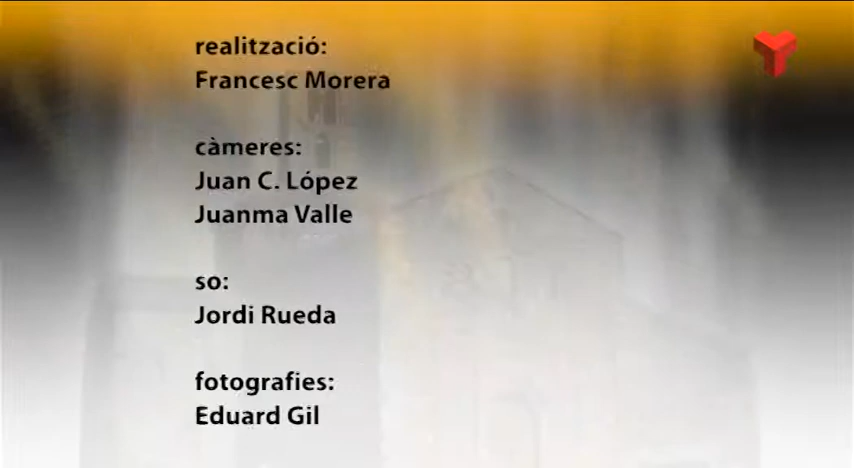 realització:
Francesc Morera
càmeres:
Juan C. López
Juanma Valle
so:
Jordi Rueda
fotografies:
Eduard Gil